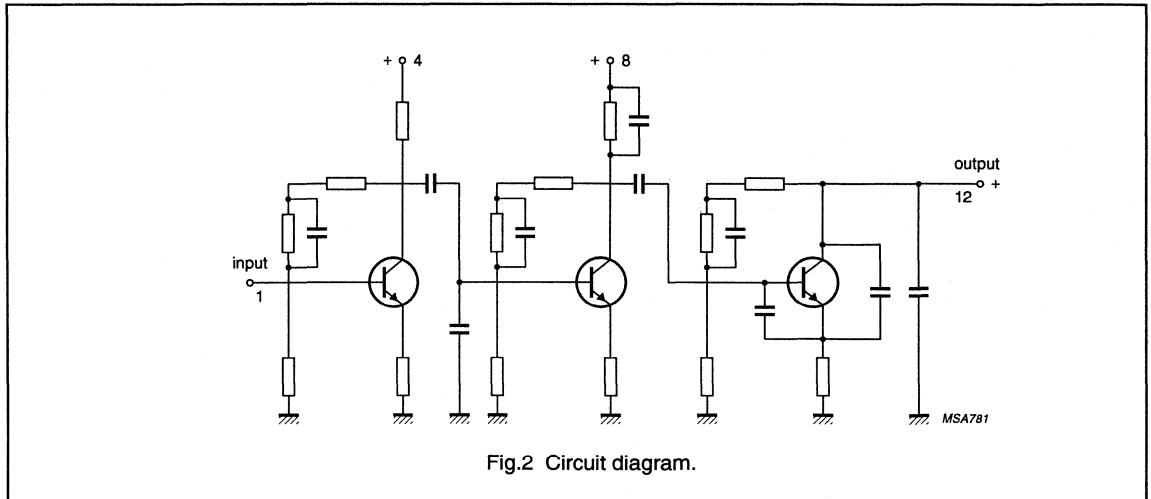 + 4
+ 8
output
12 +
input
1
MSA781
Fig.2 Circuit diagram.